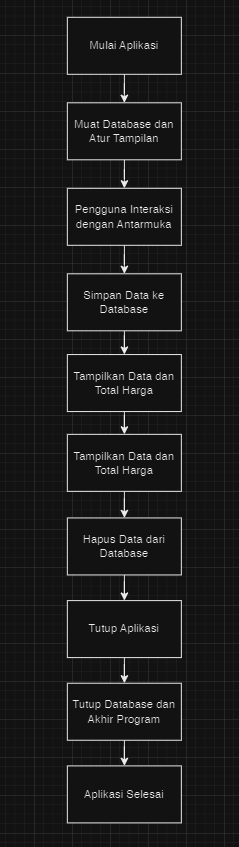 Mulai Aplikasi
Muat Database dan
Atur Tampilan
Pengguna Interaksi
dengan Antarmuka
Simpan Data ke
Database
Tampilkan Data dan
Total Harga
Tampilkan Data dan
Total Harga
Hapus Data dari
Database
Tutup Aplikasi
Tutup Database dan
Akhir Program
Aplikasi Selesai